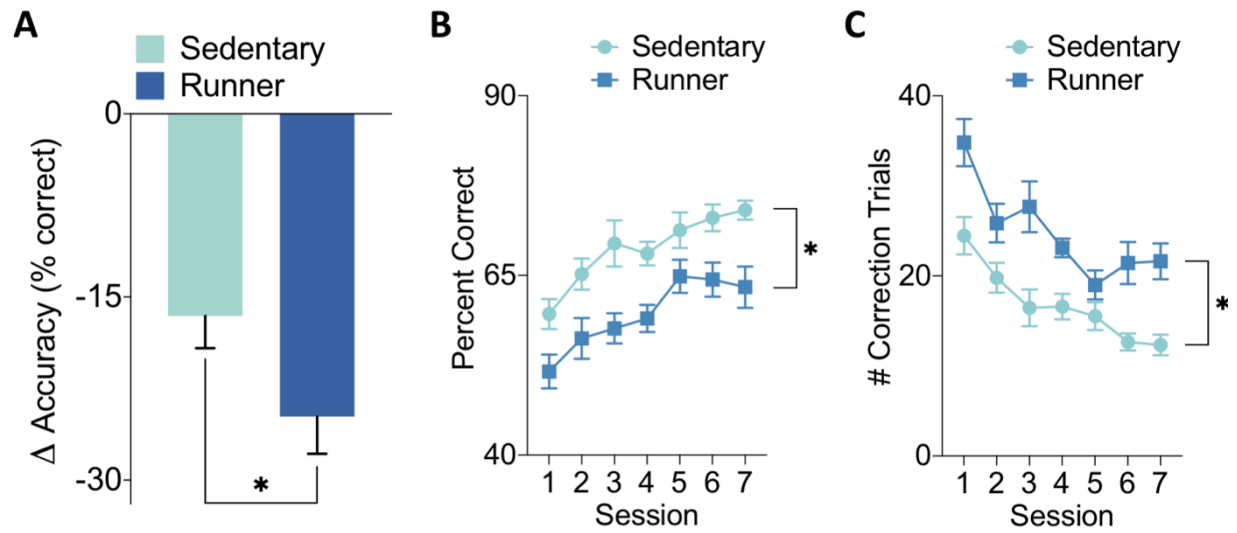 A
Sedentary
Runner
0
-15
-30
Δ Accuracy (% correct)
*
B
Sedentary
Runner
90
65
40
Percent Correct
*
1 2 3 4 5 6 7
Session
C
Sedentary
Runner
40
20
0
# Correction Trials
*
1 2 3 4 5 6 7
Session